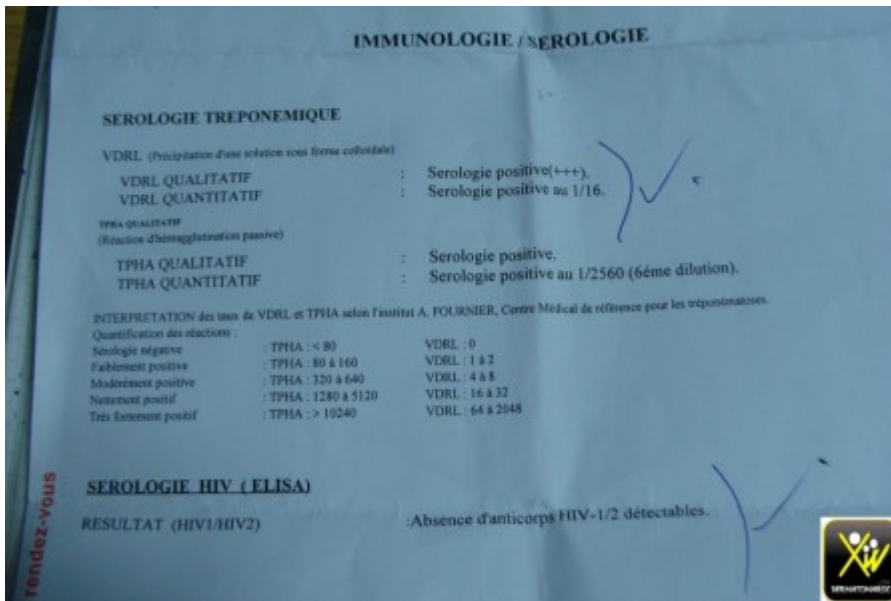 IMMUNOLOGIE / SEROLOGIE
SEROLOGIE TREPONEMIQUE
VDRL (Précipitation d'une solution sous forme colloïdale)
VDRL QUALITATIF : Serologie positive(+++).
VDRL QUANTITATIF : Serologie positive au 1/16.
TPHA QUALITATIF
(Réaction d'hémagglutination passive)
TPHA QUALITATIF : Serologie positive.
TPHA QUANTITATIF : Serologie positive au 1/2560 (6éme dilution).
INTERPRETATION des taux de VDRL et TPHA selon l'institut A. FOURNIER, Centre Médical de référence pour les tréponématoses.
Quantification des réactions :
Sérologie négative : TPHA : < 80 VDRL : 0
Faiblement positive : TPHA : 80 à 160 VDRL : 1 à 2
Modérément positive : TPHA : 320 à 640 VDRL : 4 à 8
Nettement positif : TPHA : 1280 à 5120 VDRL : 16 à 32
Très fortement positif : TPHA : > 10240 VDRL : 64 à 2048
SEROLOGIE HIV ( ELISA)
RESULTAT (HIV1/HIV2) :Absence d'anticorps HIV-1/2 détectables.
rendez-vous